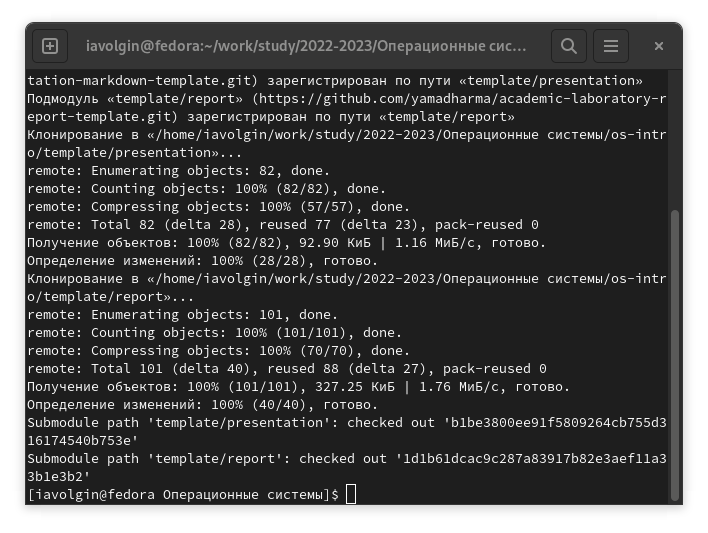 iavolgin@fedora:~/work/study/2022-2023/Операционные сис...
tation-markdown-template.git) зарегистрирован по пути «template/presentation»
Подмодуль «template/report» (https://github.com/yamadharma/academic-laboratory-r
eport-template.git) зарегистрирован по пути «template/report»
Клонирование в «/home/iavolgin/work/study/2022-2023/Операционные системы/os-intr
o/template/presentation»...
remote: Enumerating objects: 82, done.
remote: Counting objects: 100% (82/82), done.
remote: Compressing objects: 100% (57/57), done.
remote: Total 82 (delta 28), reused 77 (delta 23), pack-reused 0
Получение объектов: 100% (82/82), 92.90 КиБ | 1.16 МиБ/с, готово.
Определение изменений: 100% (28/28), готово.
Клонирование в «/home/iavolgin/work/study/2022-2023/Операционные системы/os-intr
o/template/report»...
remote: Enumerating objects: 101, done.
remote: Counting objects: 100% (101/101), done.
remote: Compressing objects: 100% (70/70), done.
remote: Total 101 (delta 40), reused 88 (delta 27), pack-reused 0
Получение объектов: 100% (101/101), 327.25 КиБ | 1.76 МиБ/с, готово.
Определение изменений: 100% (40/40), готово.
Submodule path 'template/presentation': checked out 'b1be3800ee91f5809264cb755d3
16174540b753e'
Submodule path 'template/report': checked out '1d1b61dcac9c287a83917b82e3aef11a3
3b1e3b2'
[iavolgin@fedora Операционные системы]$